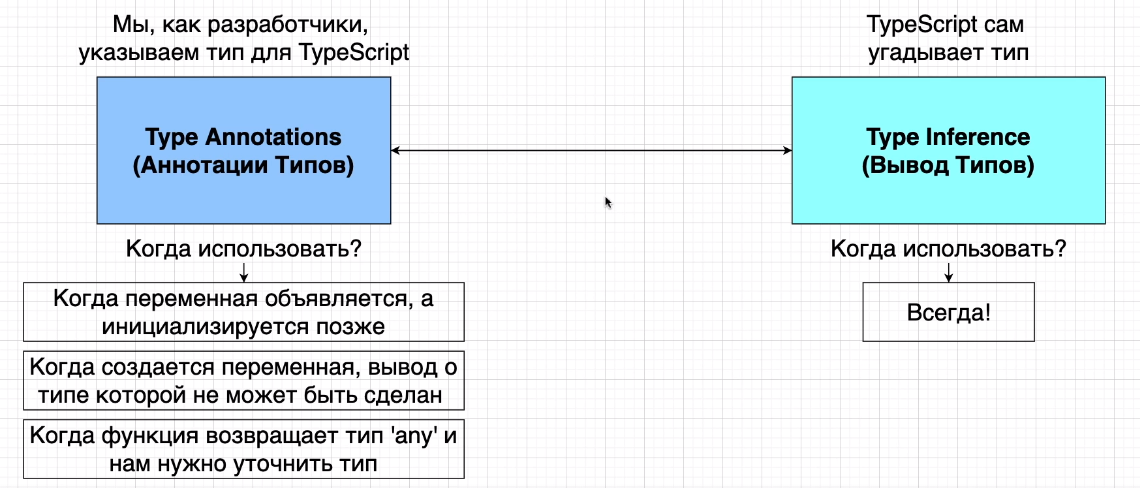 Мы, как разработчики,
указываем тип для TypeScript
Type Annotations
(Аннотации Типов)
Когда использовать?
Когда переменная объявляется, а
инициализируется позже
Когда создается переменная, вывод о
типе которой не может быть сделан
Когда функция возвращает тип 'any' и
нам нужно уточнить тип
TypeScript сам
угадывает тип
Type Inference
(Вывод Типов)
Когда использовать?
Всегда!